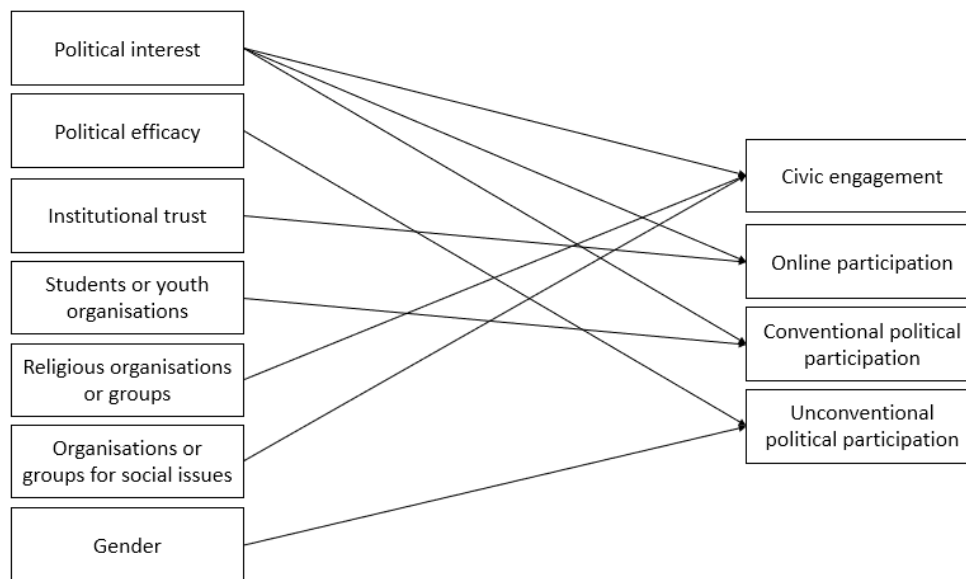 Political interest
Political efficacy
Institutional trust
Students or youth
organisations
Religious organisations
or groups
Organisations or
groups for social issues
Gender
Civic engagement
Online participation
Conventional political
participation
Unconventional
political participation